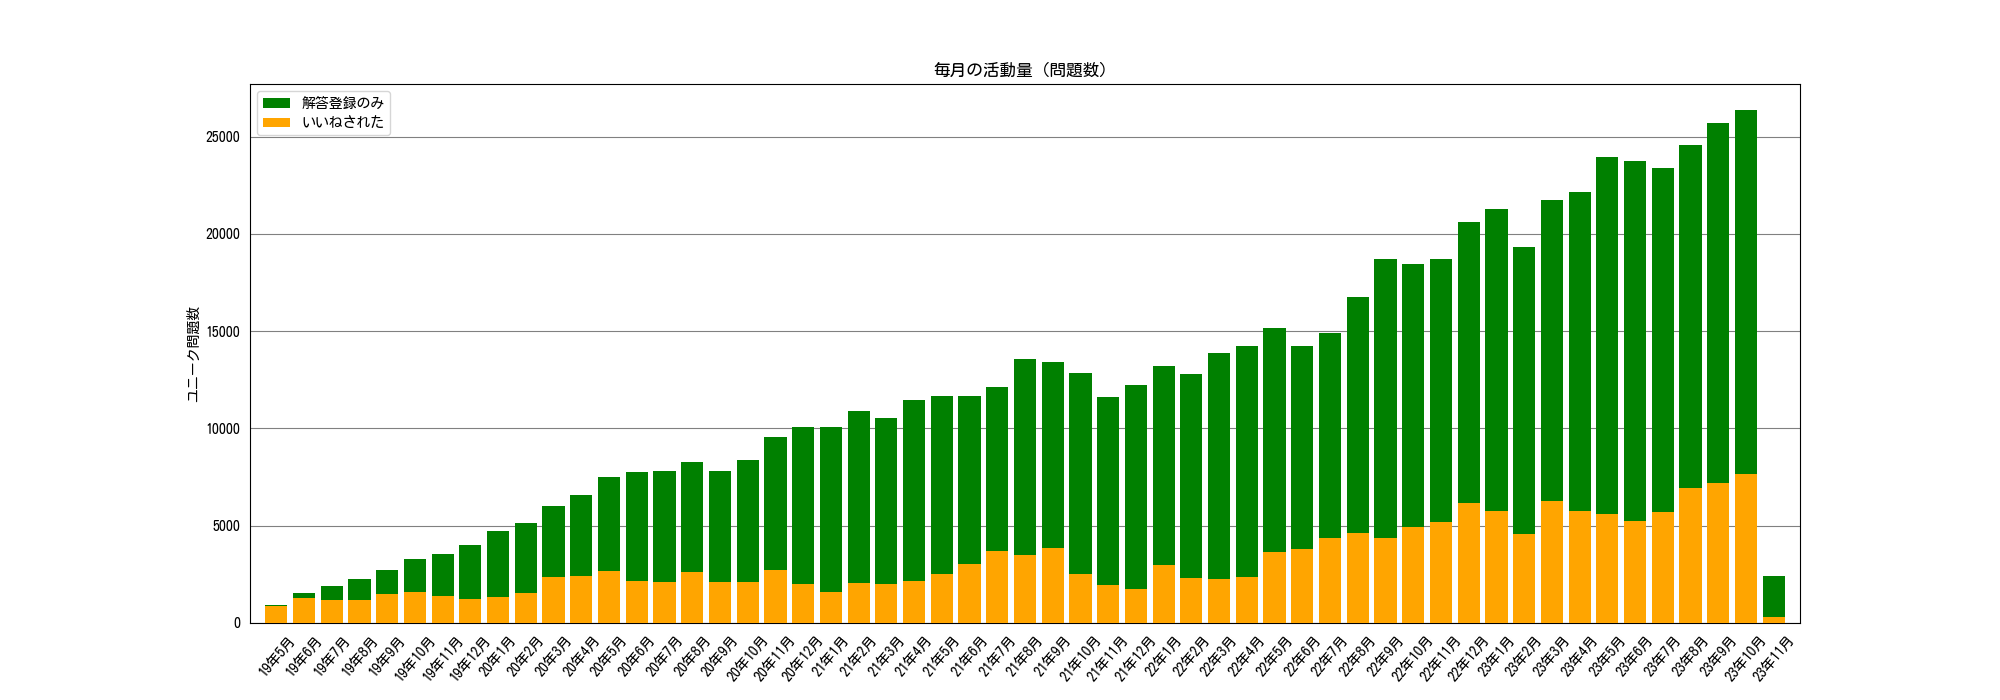 毎月の活動量（問題数）
解答登録のみ
いいねされた
ユニーク問題数
25000
20000
15000
10000
5000
0
19年5月
19年6月
19年7月
19年8月
19年9月
19年10月
19年11月
19年12月
20年1月
20年2月
20年3月
20年4月
20年5月
20年6月
20年7月
20年8月
20年9月
20年10月
20年11月
20年12月
21年1月
21年2月
21年3月
21年4月
21年5月
21年6月
21年7月
21年8月
21年9月
21年10月
21年11月
21年12月
22年1月
22年2月
22年3月
22年4月
22年5月
22年6月
22年7月
22年8月
22年9月
22年10月
22年11月
22年12月
23年1月
23年2月
23年3月
23年4月
23年5月
23年6月
23年7月
23年8月
23年9月
23年10月
23年11月